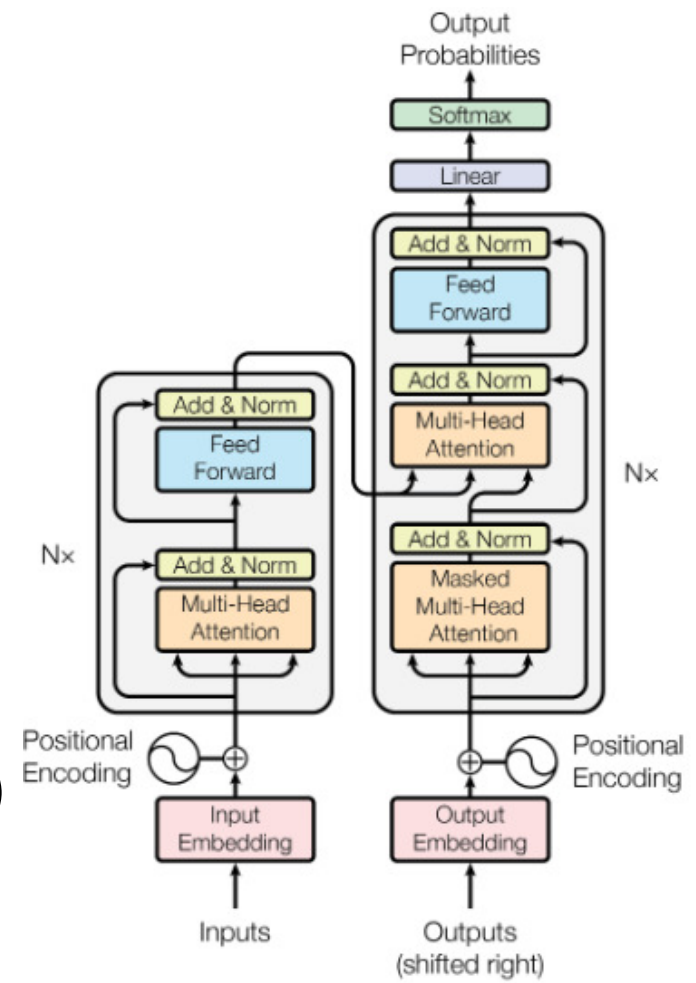 Output
Probabilities
Softmax
Linear
Add & Norm
Feed
Forward
Add & Norm
Multi-Head
Attention
Add & Norm
Masked
Multi-Head
Attention
Nx
Add & Norm
Feed
Forward
Add & Norm
Multi-Head
Attention
Nx
Positional
Encoding
Positional
Encoding
Input
Embedding
Output
Embedding
Inputs
Outputs
(shifted right)
)